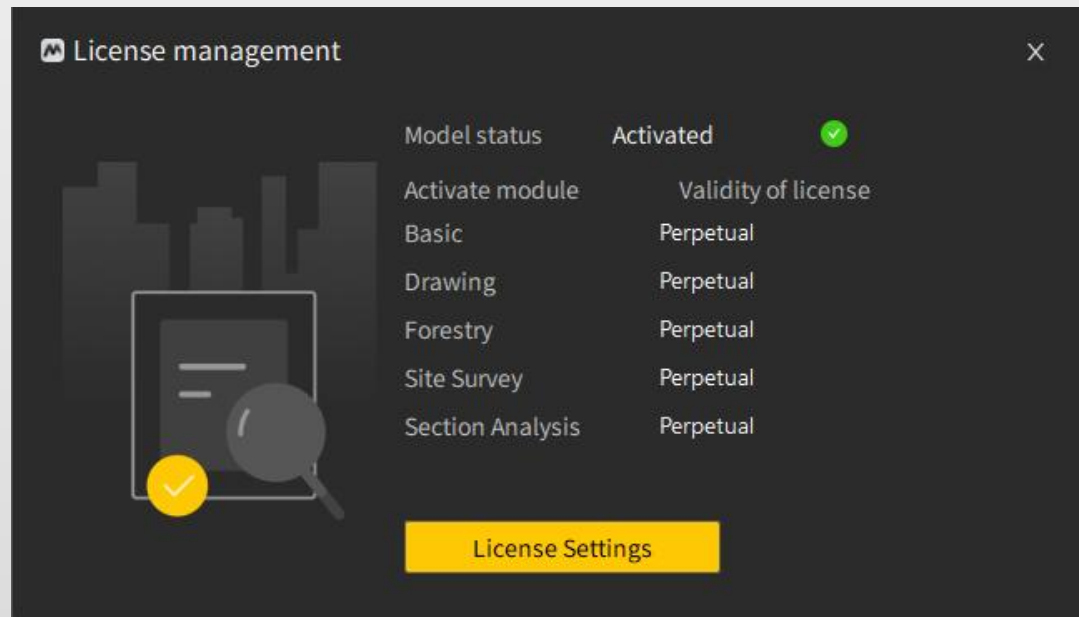 License management X
Model status Activated
Activate module Validity of license
Basic Perpetual
Drawing Perpetual
Forestry Perpetual
Site Survey Perpetual
Section Analysis Perpetual
License Settings